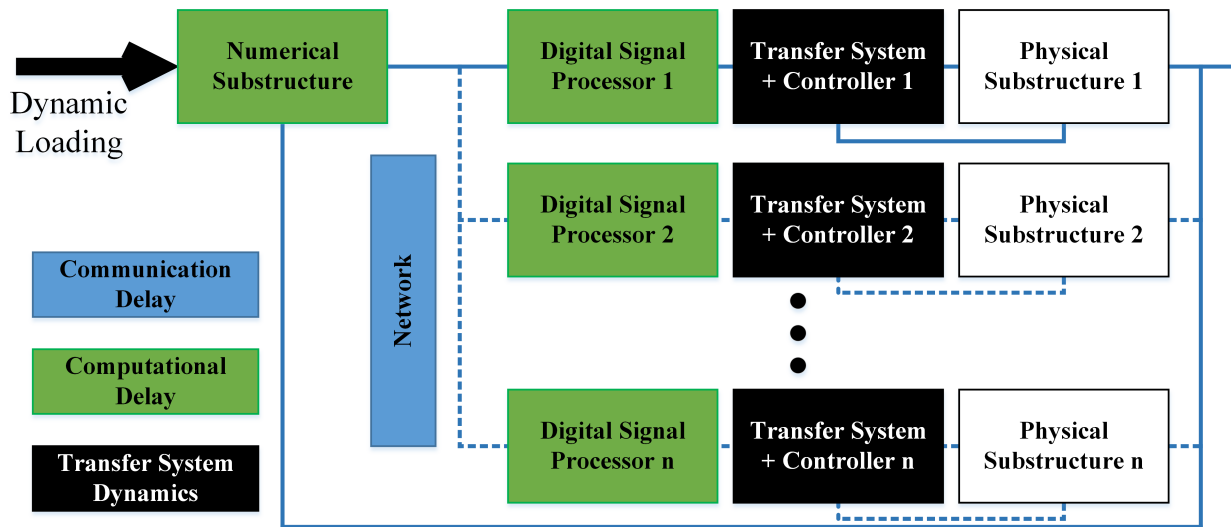 Dynamic
Loading
Numerical
Substructure
Digital Signal
Processor 1
Transfer System
+ Controller 1
Physical
Substructure 1
Network
Digital Signal
Processor 2
Transfer System
+ Controller 2
Physical
Substructure 2
Digital Signal
Processor n
Transfer System
+ Controller n
Physical
Substructure n
Communication
Delay
Computational
Delay
Transfer System
Dynamics